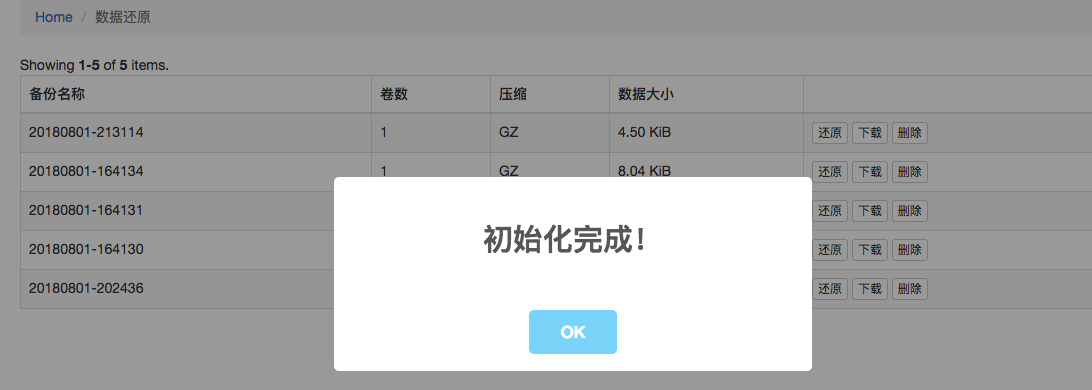 Home / 数据还原
Showing 1-5 of 5 items.
备份名称 卷数 压缩 数据大小
20180801-213114 1 GZ 4.50 KiB 还原 下载 删除
20180801-164134 1 GZ 8.04 KiB 还原 下载 删除
20180801-164131 还原 下载 删除
初始化完成!
20180801-164130 还原 下载 删除
20180801-202436 还原 下载 删除
OK